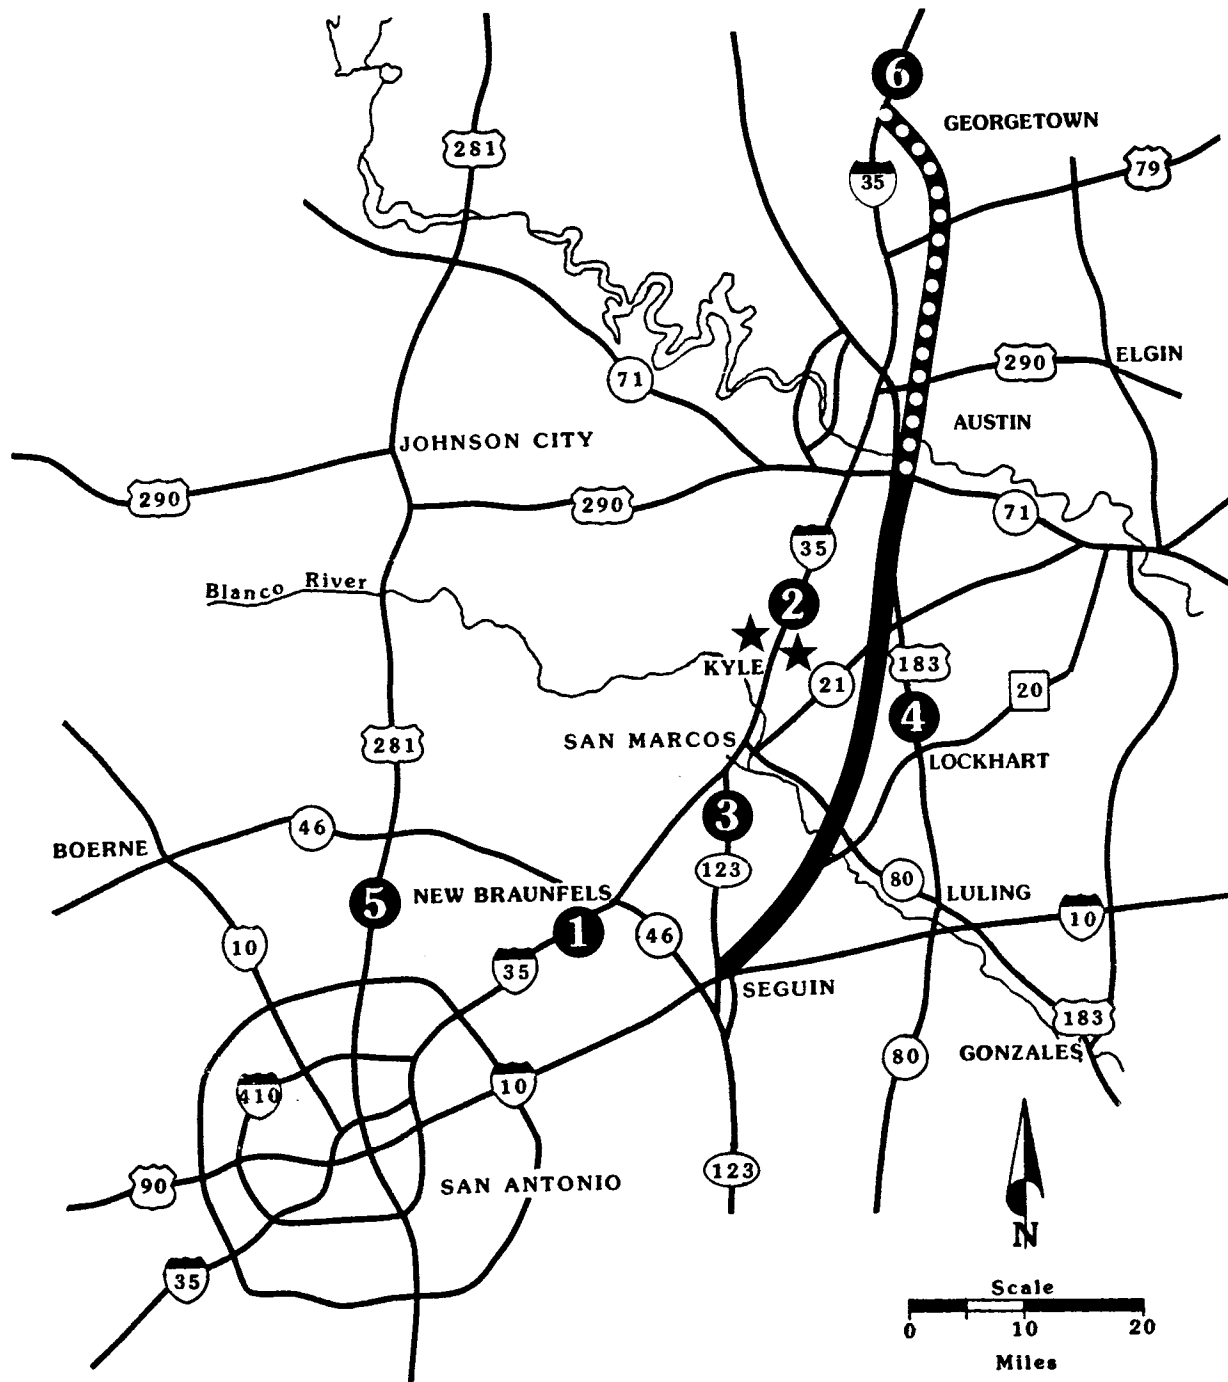 6
GEORGETOWN
281
79
35
290
ELGIN
71
AUSTIN
JOHNSON CITY
290
290
71
35
Blanco River
2
KYLE
183
21
20
4
281
SAN MARCOS
LOCKHART
3
46
BOERNE
123
80
5
NEW BRAUNFELS
LULING
1
10
46
10
35
SEGUIN
183
GONZALES
80
10
410
123
90
SAN ANTONIO
N
35
Scale
0 10 20
Miles